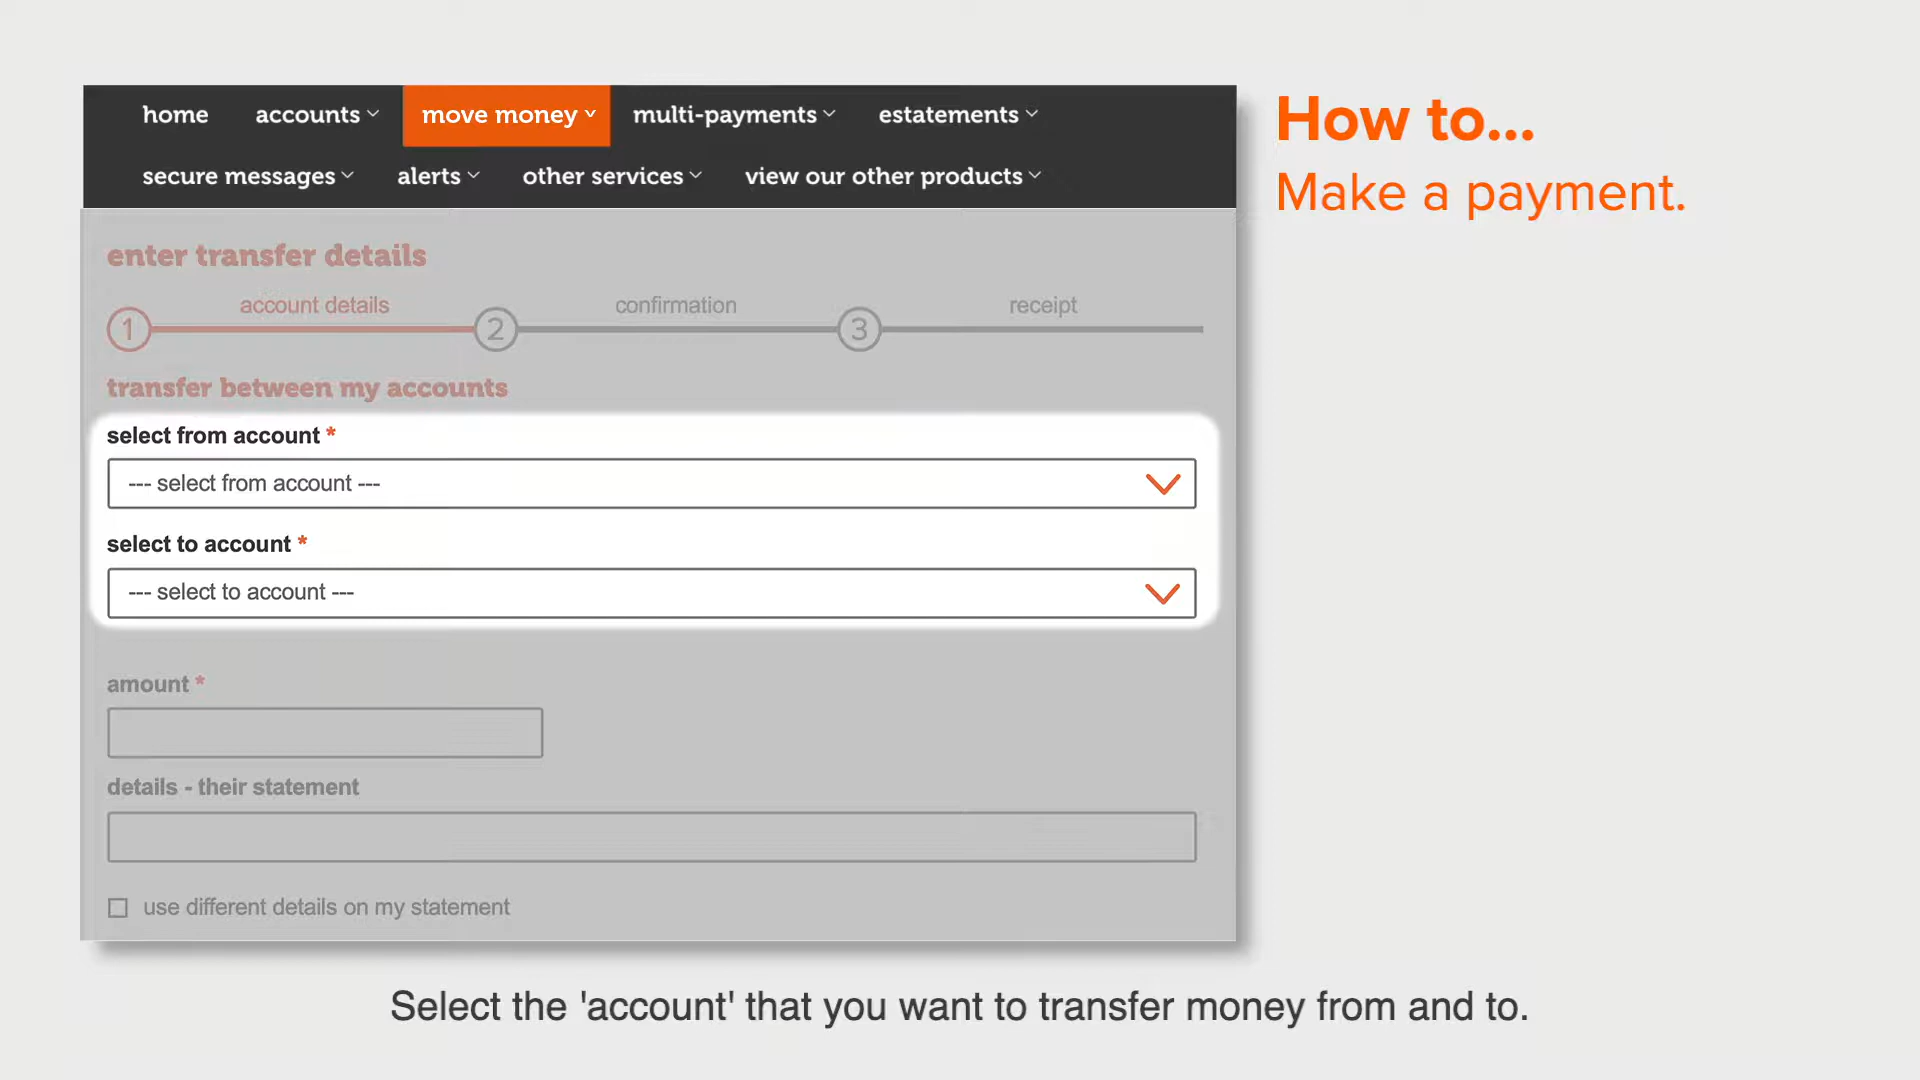 home accounts move money multi-payments estatements
secure messages alerts other services view our other products
How to...
Make a payment.
enter transfer details
account details confirmation receipt
1 2 3
transfer between my accounts
select from account *
--- select from account ---
select to account *
--- select to account ---
amount *
details - their statement
use different details on my statement
Select the 'account' that you want to transfer money from and to.